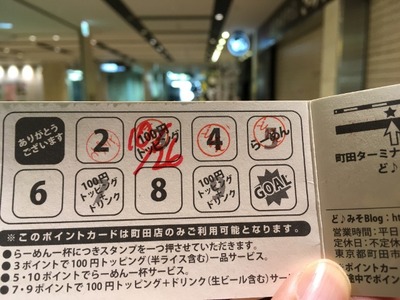 ありがとう
ございます
2
100円
トッピング
4
らーめん
6
100円
トッピング
ドリンク
8
100円
トッピング
ドリンク
GOAL
※このポイントカードは町田店のみご利用可能となります。
●らーめん一杯につきスタンプを一つ押させていただきます。
●3ポイントで100円トッピング(半ライス含む)一品サービス。
●5・10ポイントでらーめん一杯サービス。
●7・9ポイントで100円トッピング+ドリンク(生ビール含む)サー
町田ターミナ
ど♪
ど♪みそBlog:h
営業時間:平日
定休日:不定休
東京都町田市